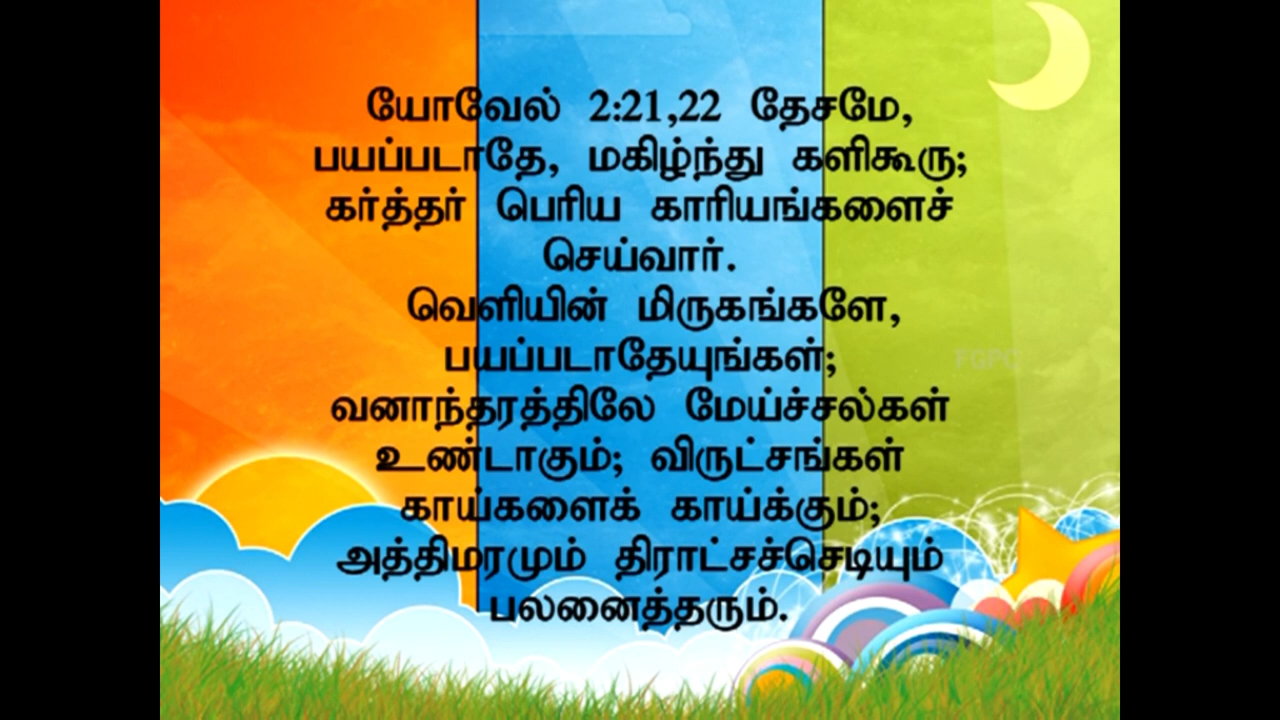 யோவேல் 2:21,22 தேசமே,
பயப்படாதே, மகிழ்ந்து களிகூரு;
கர்த்தர் பெரிய காரியங்களைச்
செய்வார்.
வெளியின் மிருகங்களே,
பயப்படாதேயுங்கள்;
வனாந்தரத்திலே மேய்ச்சல்கள்
உண்டாகும்; விருட்சங்கள்
காய்களைக் காய்க்கும்;
அத்திமரமும் திராட்சச்செடியும்
பலனைத்தரும்.
FGPC